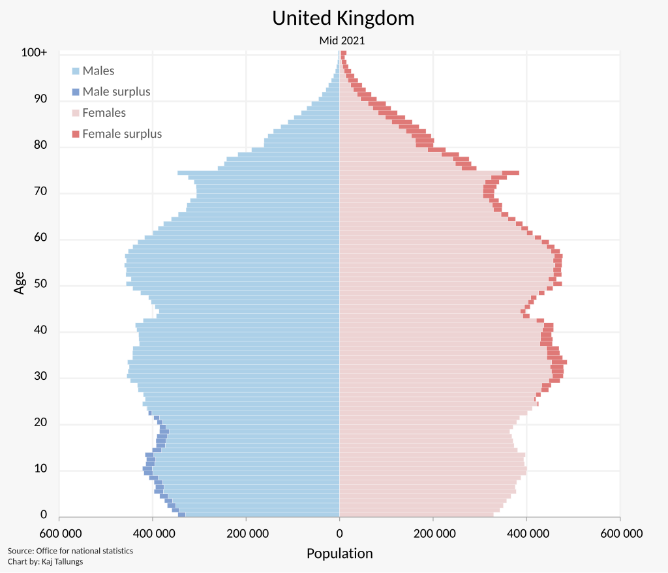 United Kingdom
Mid 2021
100+
Males
Male surplus
Females
Female surplus
90
80
70
60
50
40
30
20
10
0
Age
600 000 400 000 200 000 0 200 000 400 000 600 000
Population
Source: Office for national statistics
Chart by: Kaj Tallungs